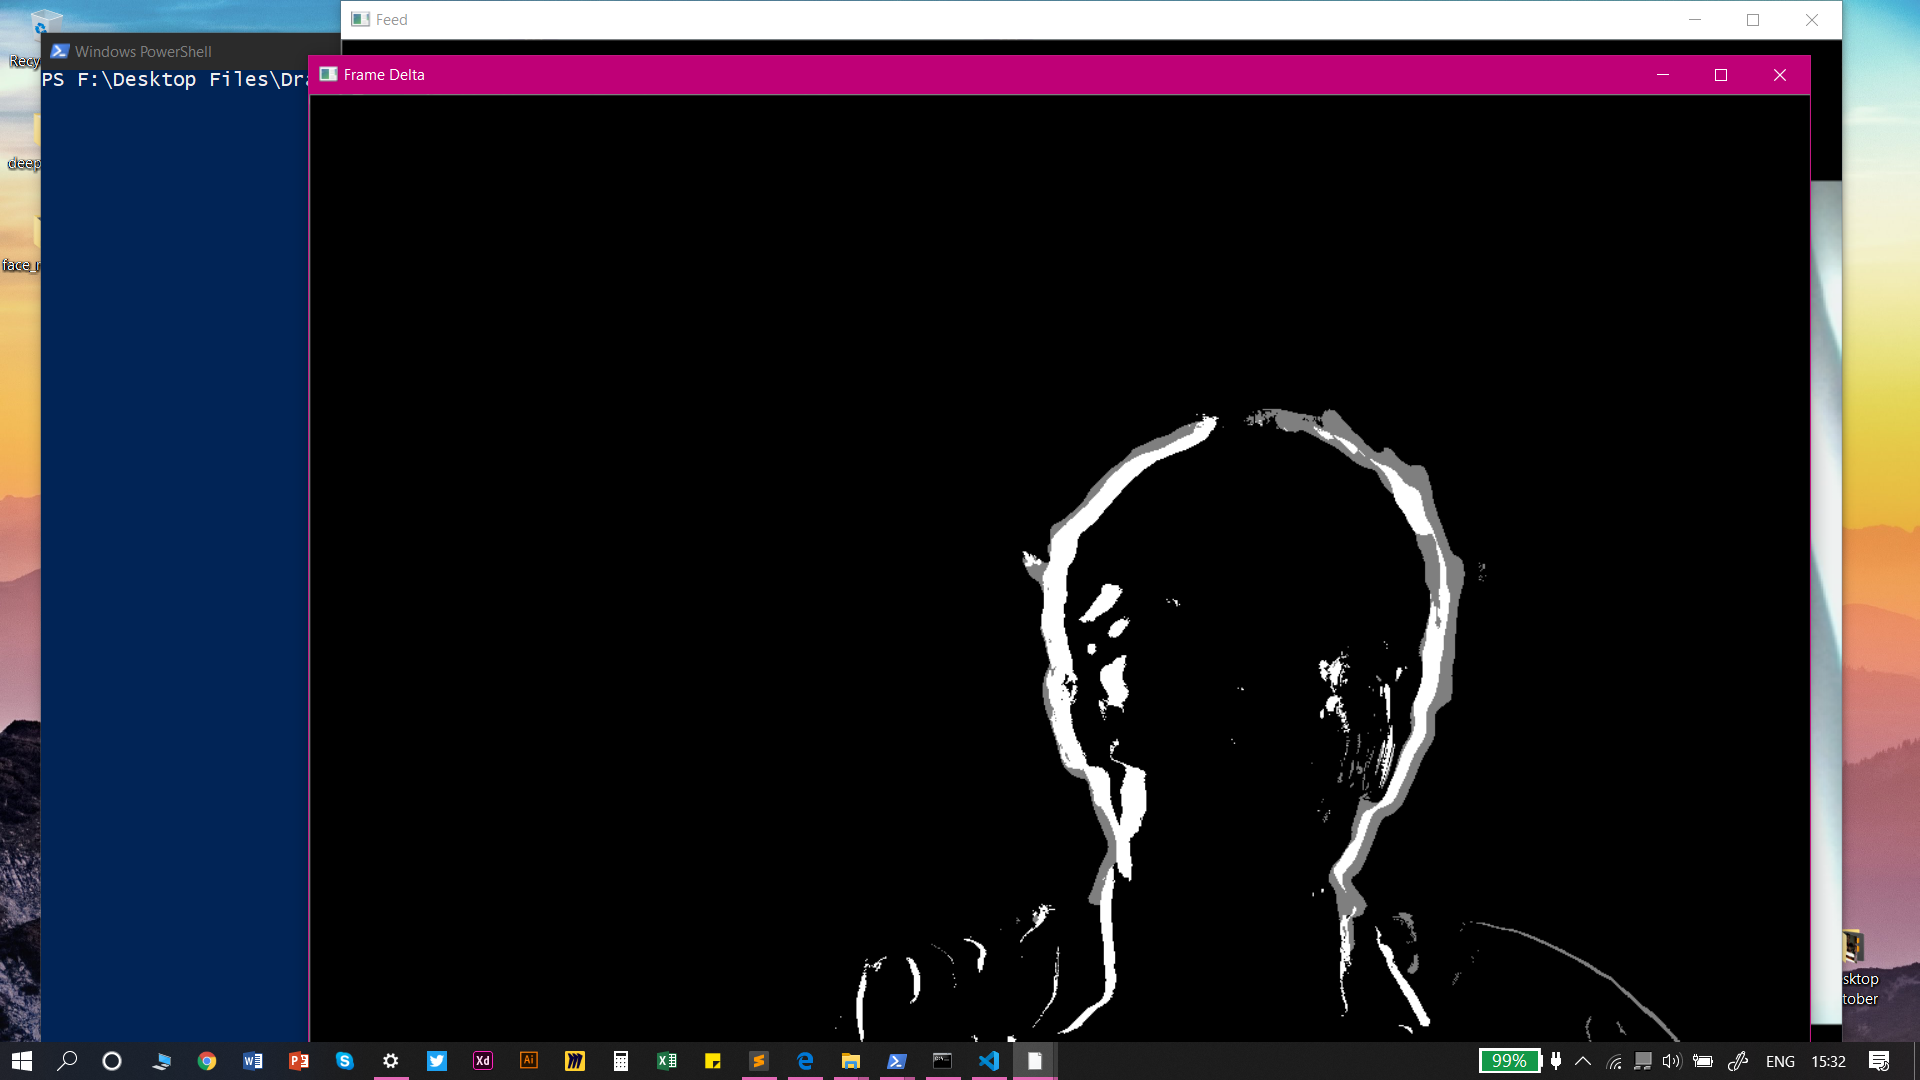 Feed
Windows PowerShell
Frame Delta
PS F:\Desktop Files\Dra
Recy
deep
face_r
sktop
tober
Xd
Ai
99%
ENG
15:32